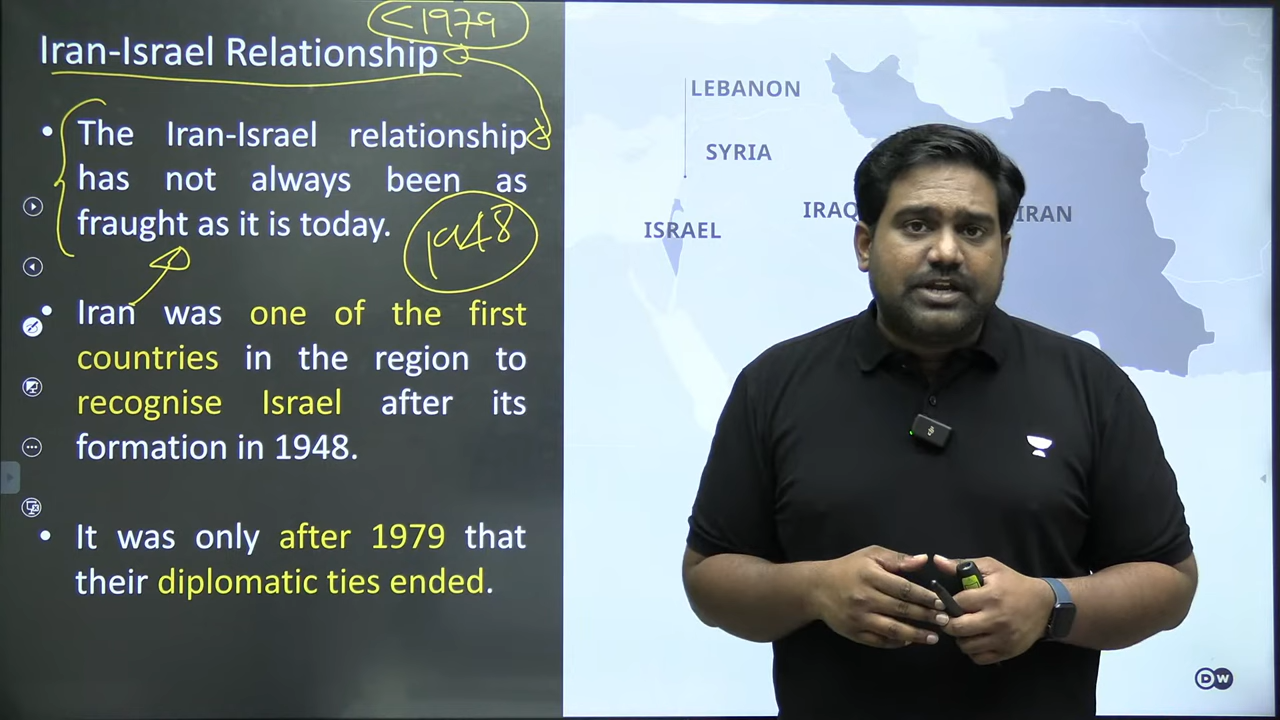 <1979
Iran-Israel Relationship
• The Iran-Israel relationship
has not always been as
fraught as it is today.
1948
• Iran was one of the first
countries in the region to
recognise Israel after its
formation in 1948.
• It was only after 1979 that
their diplomatic ties ended.
LEBANON
SYRIA
ISRAEL
IRAQ
IRAN
DW